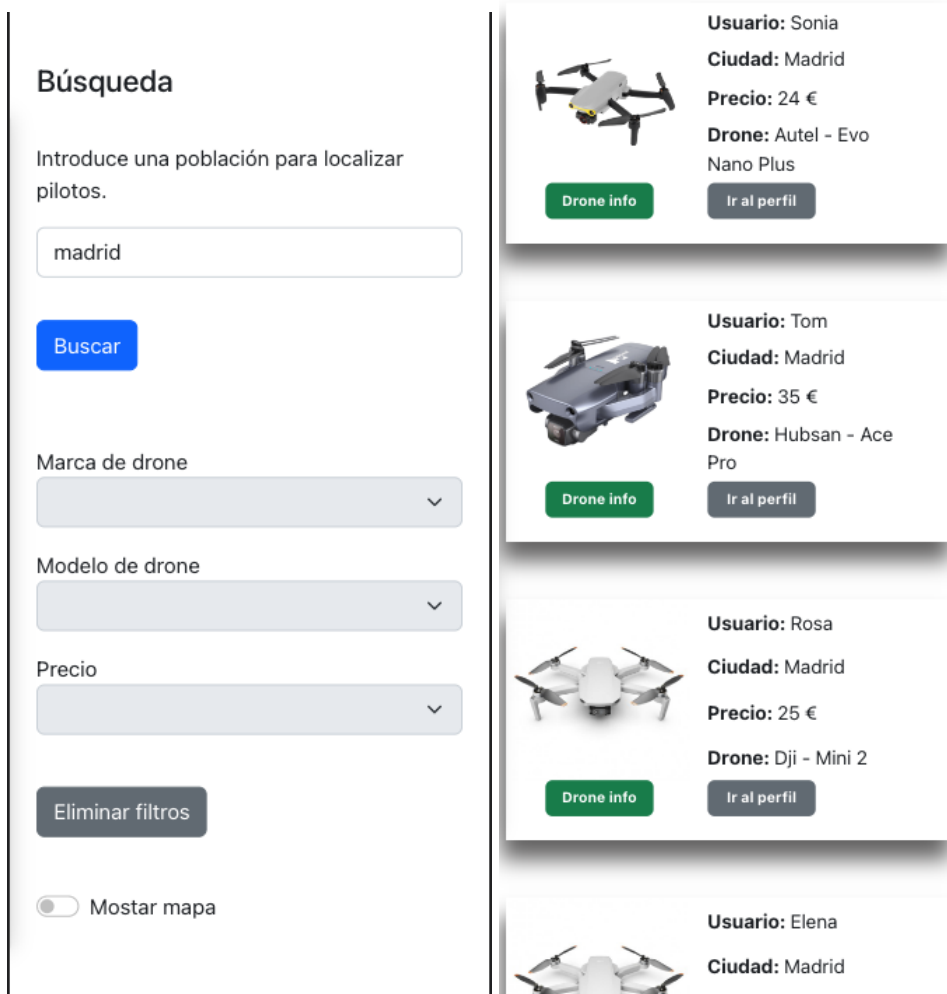 Búsqueda
Introduce una población para localizar
pilotos.
madrid
Buscar
Marca de drone
Modelo de drone
Precio
Eliminar filtros
Mostar mapa
Usuario: Sonia
Ciudad: Madrid
Precio: 24 €
Drone: Autel - Evo
Nano Plus
Drone info
Ir al perfil
Usuario: Tom
Ciudad: Madrid
Precio: 35 €
Drone: Hubsan - Ace
Pro
Drone info
Ir al perfil
Usuario: Rosa
Ciudad: Madrid
Precio: 25 €
Drone: Dji - Mini 2
Drone info
Ir al perfil
Usuario: Elena
Ciudad: Madrid